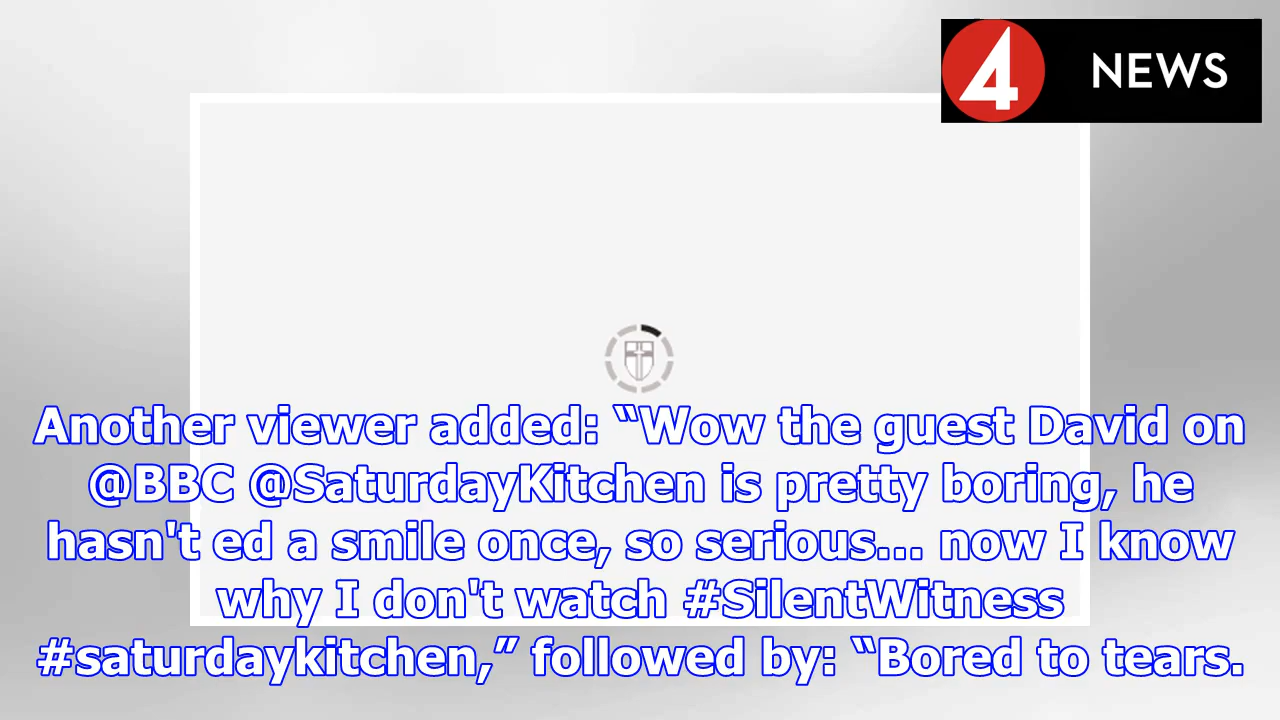 4 NEWS
Another viewer added: “Wow the guest David on
@BBC @SaturdayKitchen is pretty boring, he
hasn't ed a smile once, so serious... now I know
why I don't watch #SilentWitness
#saturdaykitchen,” followed by: “Bored to tears.